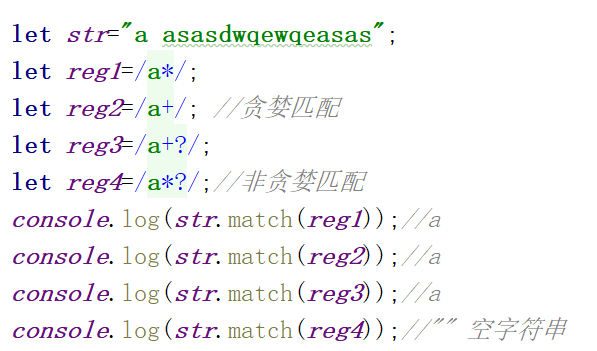 let str="a asasdwqewqeasas";
let reg1=/a*/;
let reg2=/a+/; //贪婪匹配
let reg3=/a+?/;
let reg4=/a*?/;//非贪婪匹配
console.log(str.match(reg1));//a
console.log(str.match(reg2));//a
console.log(str.match(reg3));//a
console.log(str.match(reg4));//"" 空字符串